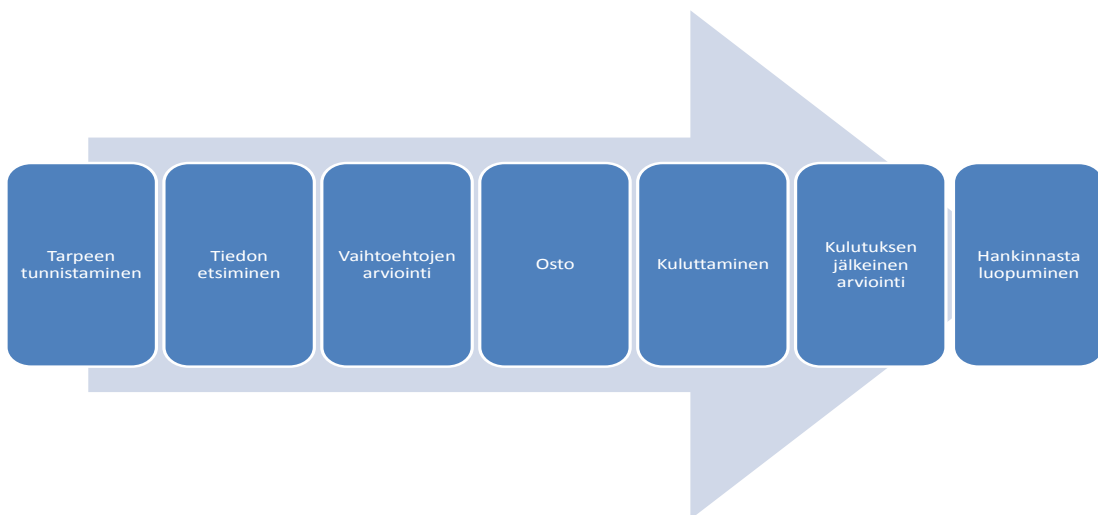 Tarpeen
tunnistaminen
Tiedon
etsiminen
Vaihtoehtojen
arviointi
Osto
Kuluttaminen
Kulutuksen
jälkeinen
arviointi
Hankinnasta
luopuminen